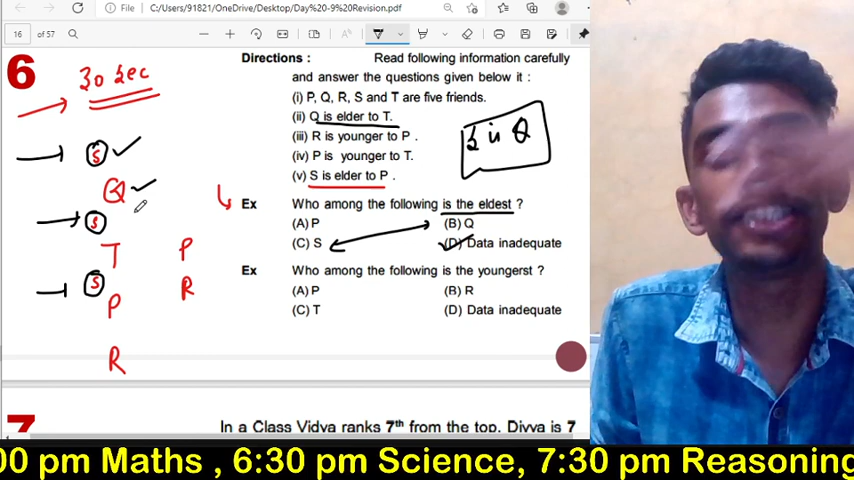 C:/Users/91821/OneDrive/Desktop/Day%20-9%20Revision.pdf
16 of 57
6
30 sec
Directions : Read following information carefully
and answer the questions given below it :
(i) P, Q, R, S and T are five friends.
(ii) Q is elder to T.
(iii) R is younger to P .
(iv) P is younger to T.
(v) S is elder to P .
S is Q
S
Q
S
T P
S R
P
R
Ex Who among the following is the eldest ?
(A) P (B) Q
(C) S (D) Data inadequate
Ex Who among the following is the youngerst ?
(A) P (B) R
(C) T (D) Data inadequate
7
In a Class Vidya ranks 7th from the top. Divya is 7
00 pm Maths , 6:30 pm Science, 7:30 pm Reasoning